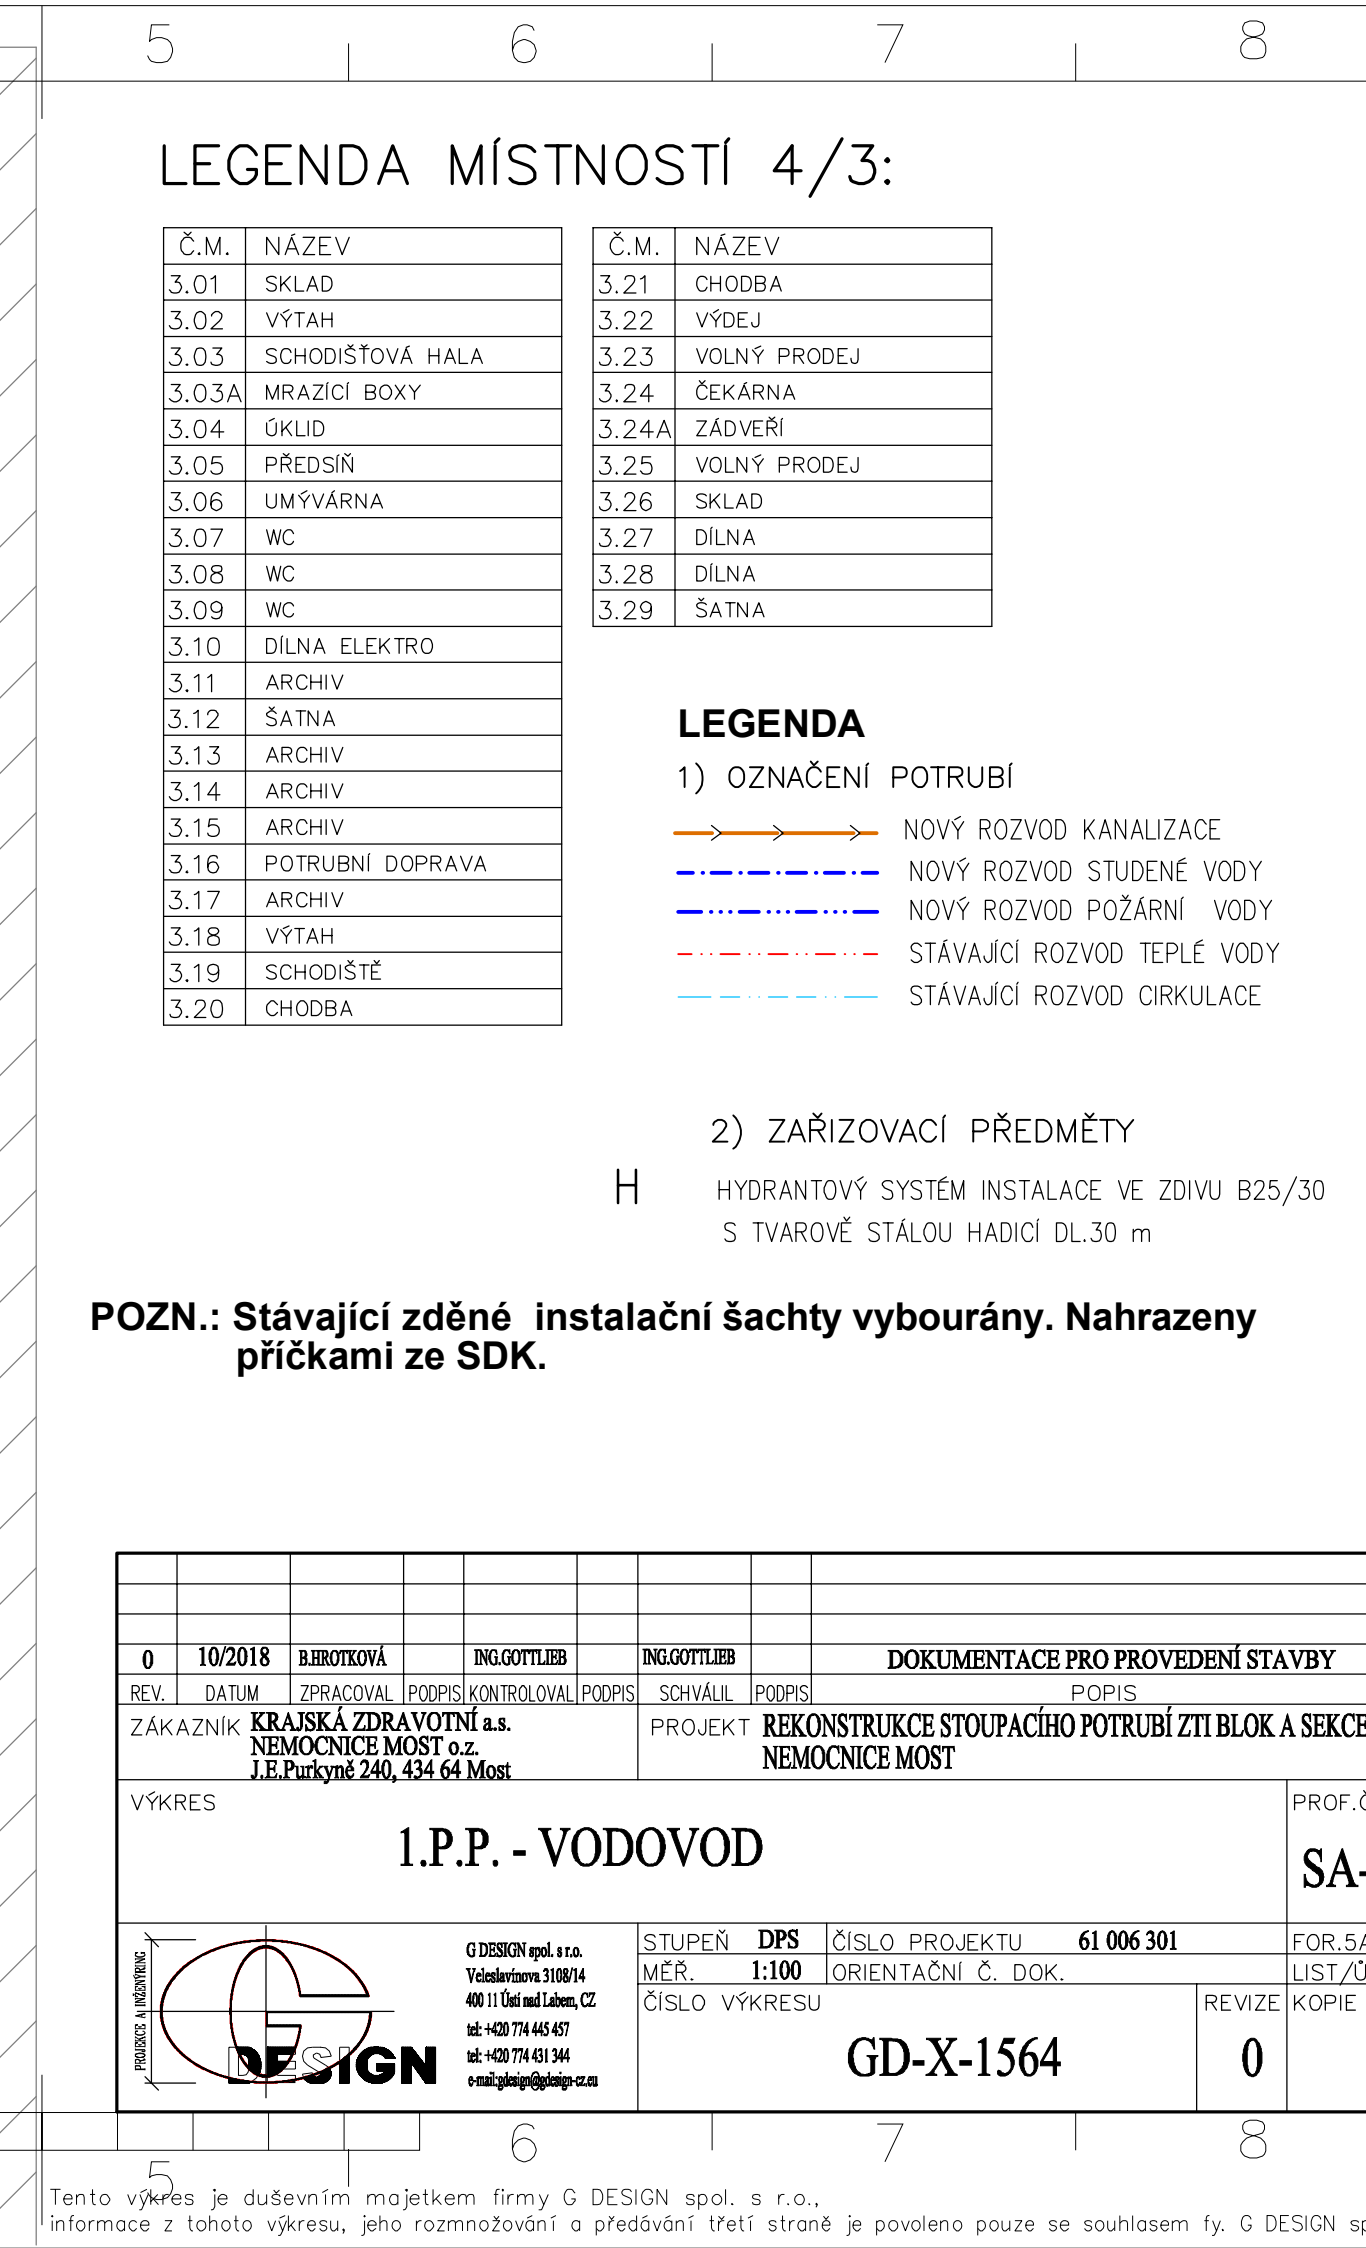 5 6 7 8
LEGENDA MÍSTNOSTÍ 4/3:
Č.M. NÁZEV
3.01 SKLAD
3.02 VÝTAH
3.03 SCHODIŠŤOVÁ HALA
3.03A MRAZÍCÍ BOXY
3.04 ÚKLID
3.05 PŘEDSÍŇ
3.06 UMÝVÁRNA
3.07 WC
3.08 WC
3.09 WC
3.10 DÍLNA ELEKTRO
3.11 ARCHIV
3.12 ŠATNA
3.13 ARCHIV
3.14 ARCHIV
3.15 ARCHIV
3.16 POTRUBNÍ DOPRAVA
3.17 ARCHIV
3.18 VÝTAH
3.19 SCHODIŠTĚ
3.20 CHODBA
Č.M. NÁZEV
3.21 CHODBA
3.22 VÝDEJ
3.23 VOLNÝ PRODEJ
3.24 ČEKÁRNA
3.24A ZÁDVEŘÍ
3.25 VOLNÝ PRODEJ
3.26 SKLAD
3.27 DÍLNA
3.28 DÍLNA
3.29 ŠATNA
LEGENDA
1) OZNAČENÍ POTRUBÍ
NOVÝ ROZVOD KANALIZACE
NOVÝ ROZVOD STUDENÉ VODY
NOVÝ ROZVOD POŽÁRNÍ VODY
STÁVAJÍCÍ ROZVOD TEPLÉ VODY
STÁVAJÍCÍ ROZVOD CIRKULACE
2) ZAŘIZOVACÍ PŘEDMĚTY
H HYDRANTOVÝ SYSTÉM INSTALACE VE ZDIVU B25/30
S TVAROVĚ STÁLOU HADICÍ DL.30 m
POZN.: Stávající zděné instalační šachty vybourány. Nahrazeny
příčkami ze SDK.
0 10/2018 B.HROTKOVÁ ING.GOTTLIEB ING.GOTTLIEB DOKUMENTACE PRO PROVEDENÍ STAVBY
REV. DATUM ZPRACOVAL PODPIS KONTROLOVAL PODPIS SCHVÁLIL PODPIS POPIS
ZÁKAZNÍK KRAJSKÁ ZDRAVOTNÍ a.s.
NEMOCNICE MOST o.z.
J.E.Purkyně 240, 434 64 Most
PROJEKT REKONSTRUKCE STOUPACÍHO POTRUBÍ ZTI BLOK A SEKCE
NEMOCNICE MOST
VÝKRES
1.P.P. - VODOVOD
PROF.Č
SA-
PROJEKCE A INŽENÝRING
G DESIGN
G DESIGN spol. s r.o.
Veleslavínova 3108/14
400 11 Ústí nad Labem, CZ
tel: +420 774 445 457
tel: +420 774 431 344
e-mail:gdesign@gdesign-cz.eu
STUPEŇ DPS ČÍSLO PROJEKTU 61 006 301 FOR.5A
MĚŘ. 1:100 ORIENTAČNÍ Č. DOK. LIST/Ú
ČÍSLO VÝKRESU REVIZE KOPIE
GD-X-1564 0
5 6 7 8
Tento výkres je duševním majetkem firmy G DESIGN spol. s r.o.,
informace z tohoto výkresu, jeho rozmnožování a předávání třetí straně je povoleno pouze se souhlasem fy. G DESIGN sp